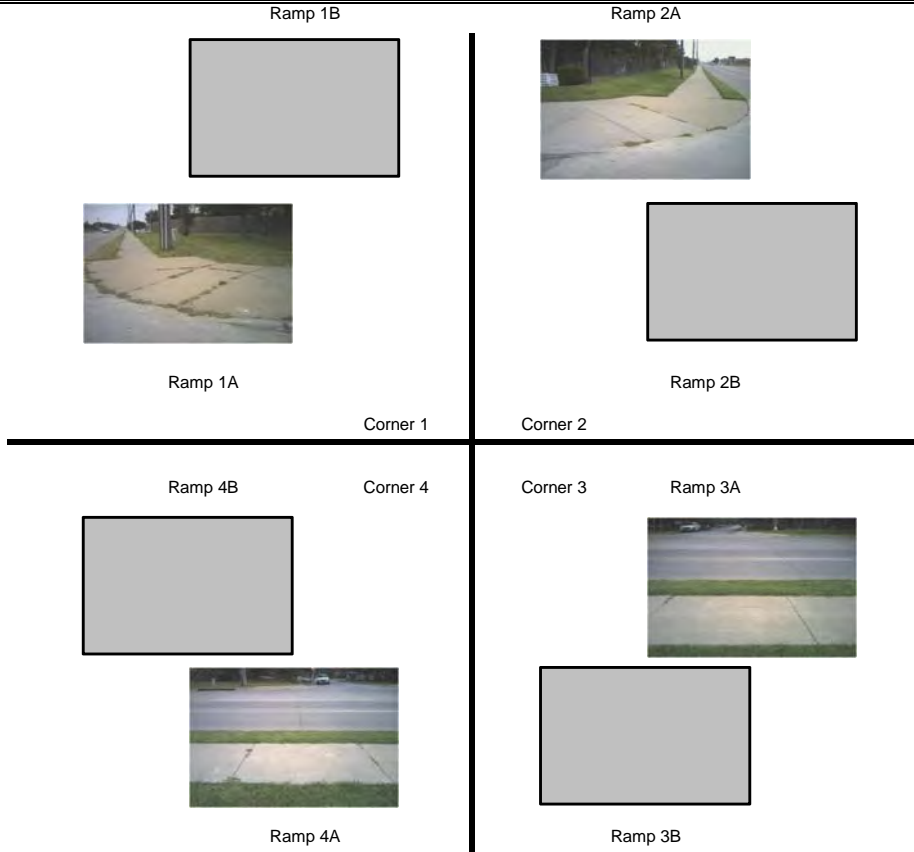 Ramp 1B
Ramp 2A
Ramp 1A
Ramp 2B
Corner 1
Corner 2
Ramp 4B
Corner 4
Corner 3
Ramp 3A
Ramp 4A
Ramp 3B